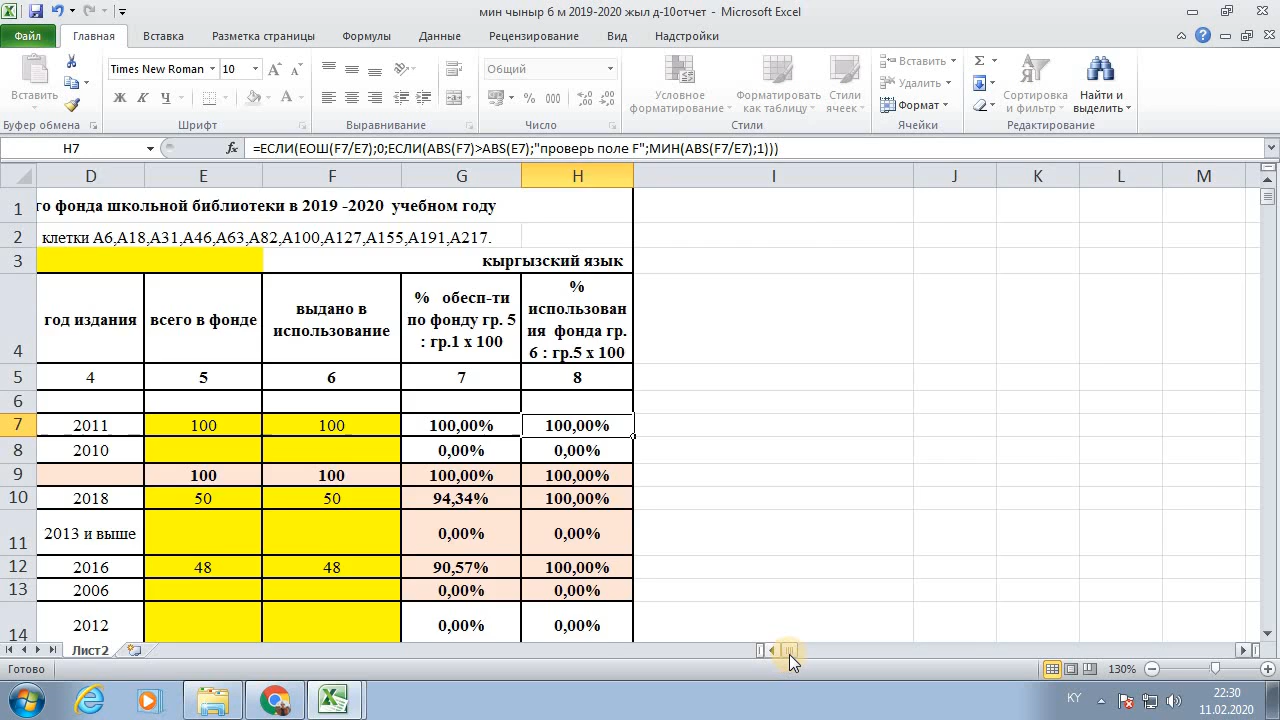 мин чыныр 6 м 2019-2020 жыл д-10отчет - Microsoft Excel
Файл Главная Вставка Разметка страницы Формулы Данные Рецензирование Вид Надстройки
Вставить
Times New Roman 10
Общий
Ж К Ч
% 000
Условное форматирование
Форматировать как таблицу
Стили ячеек
Вставить
Удалить
Формат
Сортировка и фильтр
Найти и выделить
Буфер обмена Шрифт Выравнивание Число Стили Ячейки Редактирование
H7 fx =ЕСЛИ(ЕОШ(F7/E7);0;ЕСЛИ(ABS(F7)>ABS(E7);"проверь поле F";МИН(ABS(F7/E7);1)))
D E F G H I J K L M
1 го фонда школьной библиотеки в 2019 -2020 учебном году
2 клетки А6,А18,А31,А46,А63,А82,А100,А127,А155,А191,А217.
3 кыргызский язык
4 год издания всего в фонде выдано в использование % обесп-ти по фонду гр. 5 : гр.1 х 100 % использования фонда гр. 6 : гр.5 х 100
5 4 5 6 7 8
6
7 2011 100 100 100,00% 100,00%
8 2010 0,00% 0,00%
9 100 100 100,00% 100,00%
10 2018 50 50 94,34% 100,00%
11 2013 и выше 0,00% 0,00%
12 2016 48 48 90,57% 100,00%
13 2006 0,00% 0,00%
14 2012 0,00% 0,00%
Лист2
Готово 130%
KY 22:30
11.02.2020